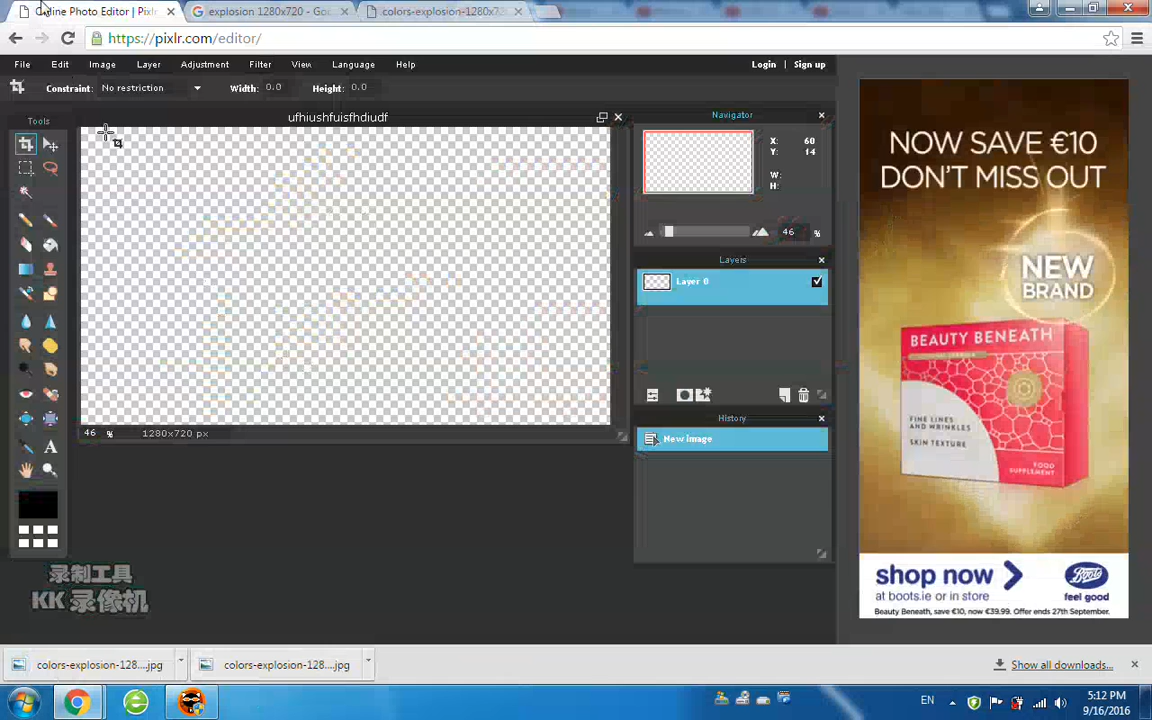 Online Photo Editor | Pixlr
explosion 1280x720 - Goo
colors-explosion-1280x72
https://pixlr.com/editor/
File Edit Image Layer Adjustment Filter View Language Help Login Sign up
Constraint: No restriction Width: 0.0 Height: 0.0
Tools
ufhiushfuisfhdiudf
Navigator
X: 60
Y: 14
W:
H:
46 %
Layers
Layer 0
History
New image
46 % 1280x720 px
NOW SAVE €10
DON'T MISS OUT
NEW
BRAND
BEAUTY BENEATH
FINE LINES
AND WRINKLES
SKIN TEXTURE
FOOD
SUPPLEMENT
shop now
at boots.ie or in store
Boots
feel good
Beauty Beneath, save €10, now €39.99. Offer ends 27th September.
录制工具
KK 录像机
colors-explosion-128....jpg
colors-explosion-128....jpg
Show all downloads...
EN
5:12 PM
9/16/2016